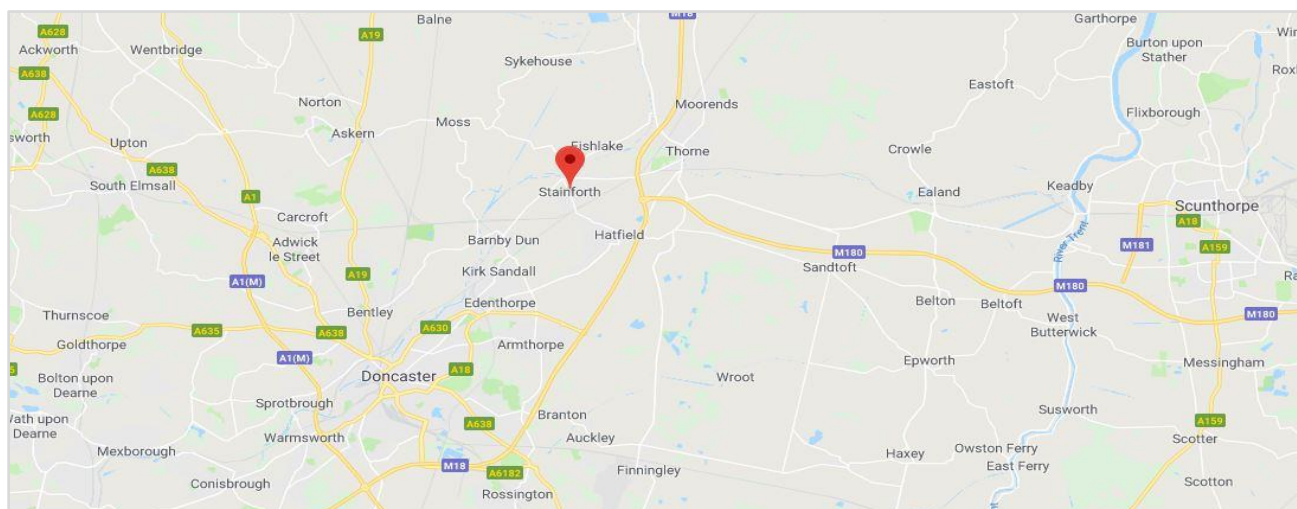 A628
Ackworth
Wentbridge
Balne
A19
M18
Garthorpe
Burton upon
Stather
A638
Sykehouse
Eastoft
Flixborough
A628
Norton
Moss
Moorends
Askern
Upton
Fishlake
Thorne
Crowle
A638
South Elmsall
Stainforth
Ealand
Keadby
Scunthorpe
A1
Carcroft
Hatfield
A18
Adwick
le Street
Barnby Dun
M181
A159
River Trent
A19
Kirk Sandall
M180
Sandtoft
A1(M)
M180
Edenthorpe
Belton
Beltoft
Thurnscoe
Bentley
M180
A635
A638
A630
West
Butterwick
Goldthorpe
Armthorpe
A1(M)
Epworth
Messingham
Bolton upon
Dearne
Doncaster
A18
Wroot
Sprotbrough
Branton
Susworth
A638
A159
Dearne
Warmsworth
Auckley
Scotter
Mexborough
Owston Ferry
Haxey
M18
A6182
Finningley
East Ferry
Conisbrough
Rossington
Scotton